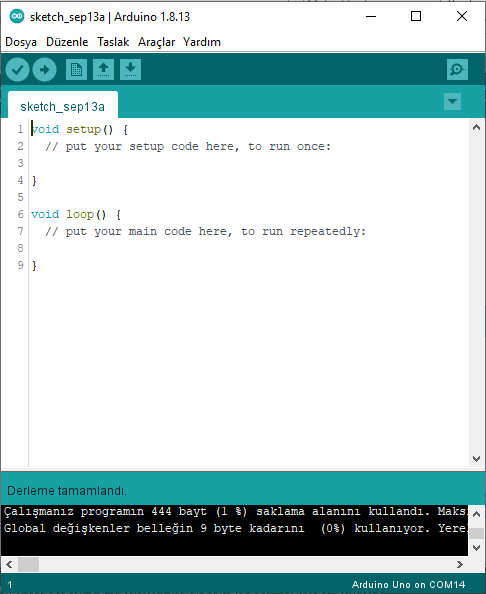 sketch_sep13a | Arduino 1.8.13
Dosya Düzenle Taslak Araçlar Yardım
sketch_sep13a
1 void setup() {
2 // put your setup code here, to run once:
3
4 }
5
6 void loop() {
7 // put your main code here, to run repeatedly:
8
9 }
Derleme tamamlandı.
Çalışmanız programın 444 bayt (1 %) saklama alanını kullandı. Maks
Global değişkenler belleğin 9 byte kadarını (0%) kullanıyor. Yere
1 Arduino Uno on COM14